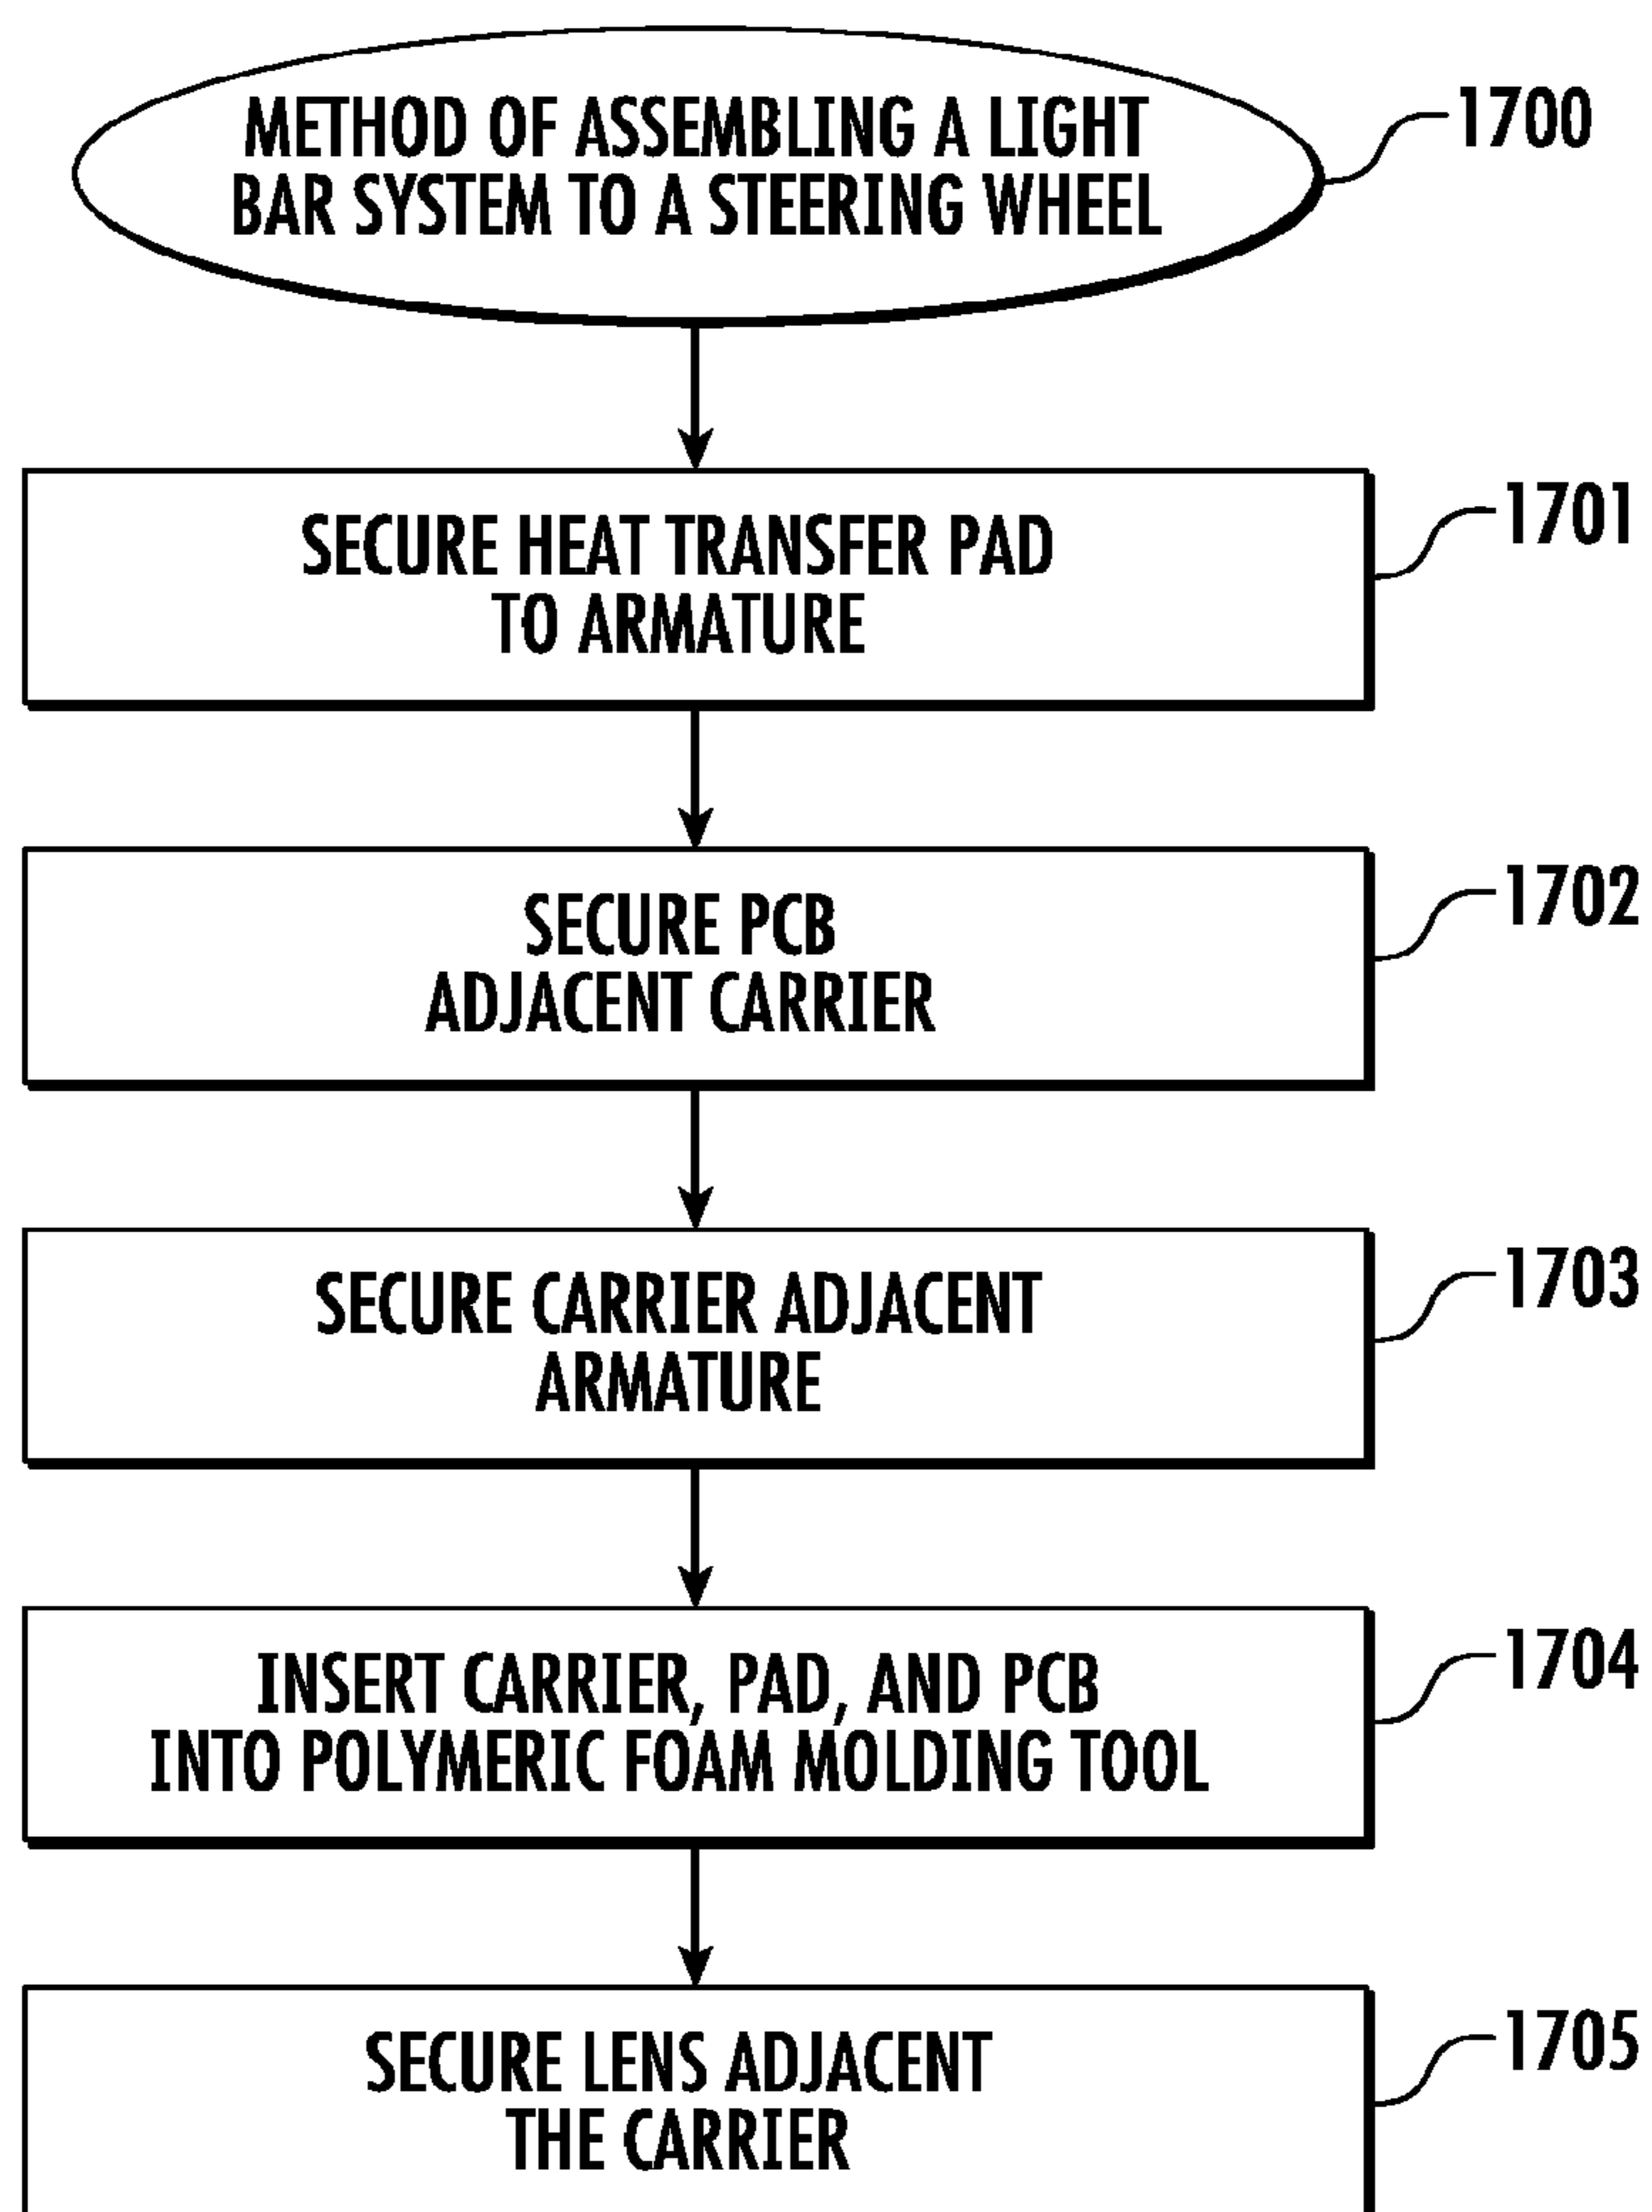 METHOD OF ASSEMBLING A LIGHT
BAR SYSTEM TO A STEERING WHEEL
1700
SECURE HEAT TRANSFER PAD
TO ARMATURE
1701
SECURE PCB
ADJACENT CARRIER
1702
SECURE CARRIER ADJACENT
ARMATURE
1703
INSERT CARRIER, PAD, AND PCB
INTO POLYMERIC FOAM MOLDING TOOL
1704
SECURE LENS ADJACENT
THE CARRIER
1705